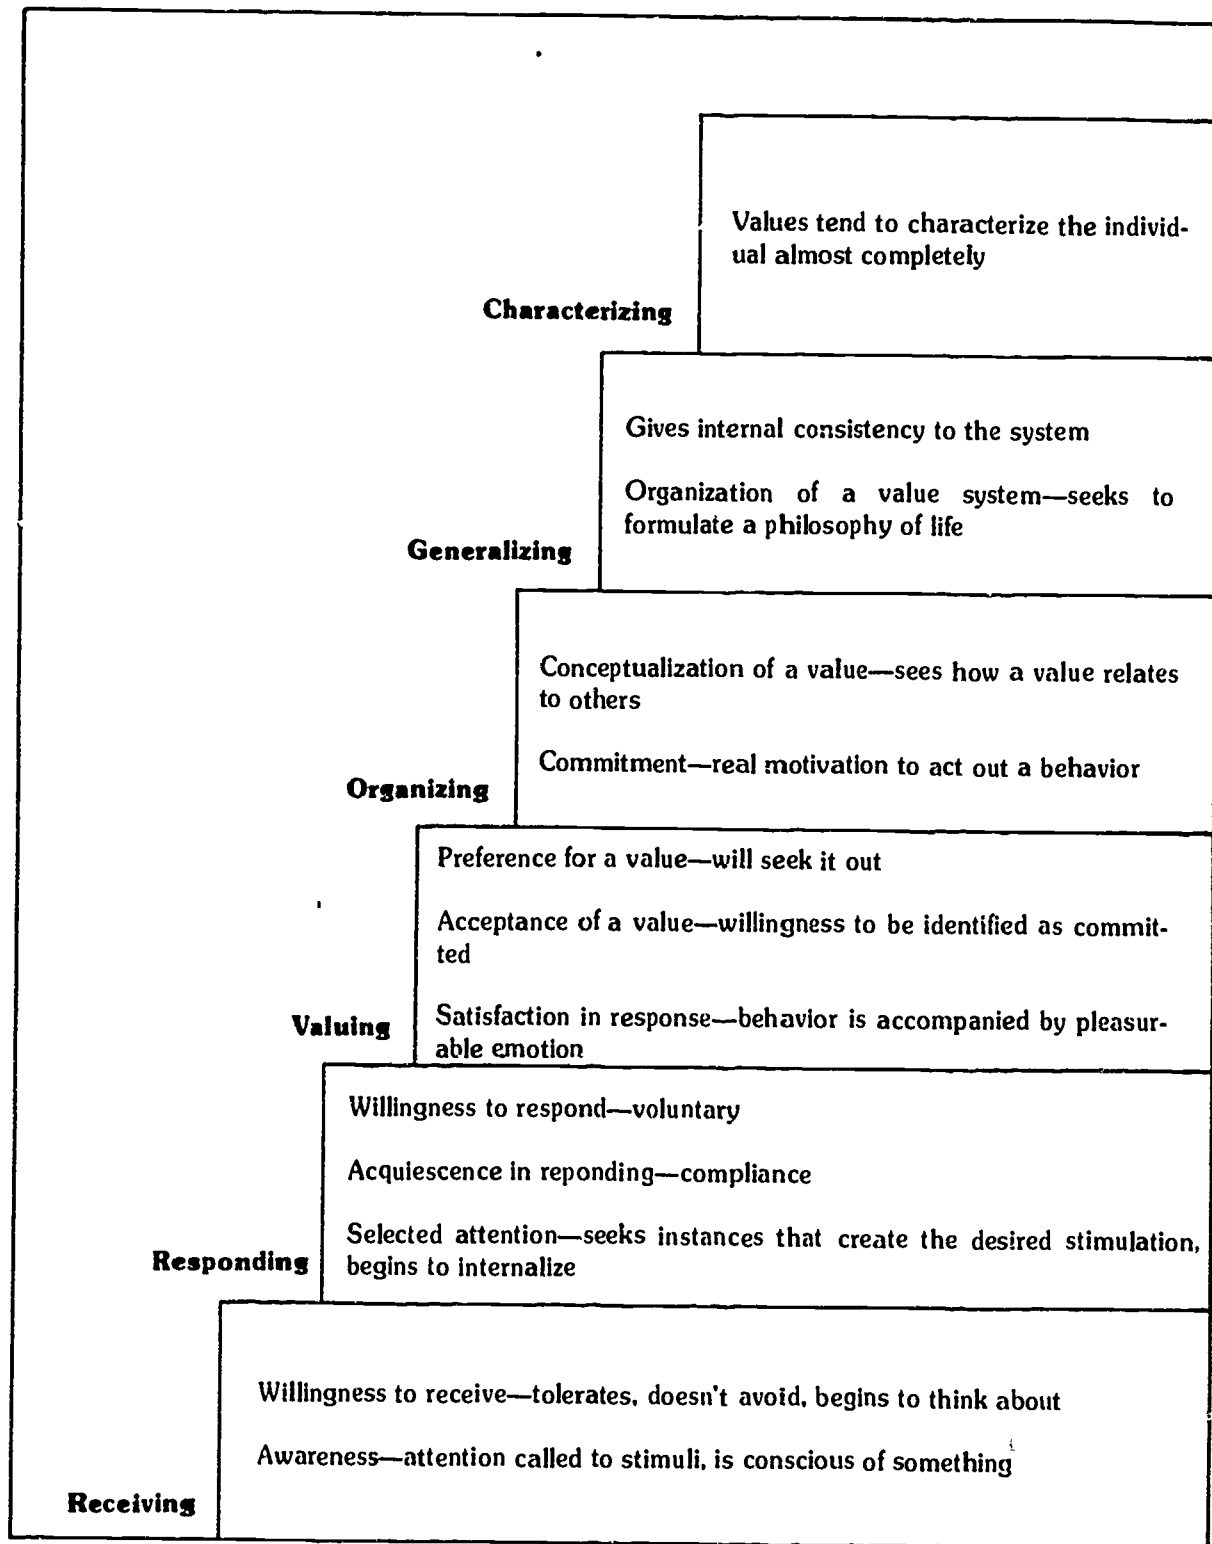 Values tend to characterize the individ-
ual almost completely
Characterizing
Gives internal consistency to the system
Organization of a value system—seeks to
formulate a philosophy of life
Generalizing
Conceptualization of a value—sees how a value relates
to others
Commitment—real motivation to act out a behavior
Organizing
Preference for a value—will seek it out
Acceptance of a value—willingness to be identified as commit-
ted
Satisfaction in response—behavior is accompanied by pleasur-
able emotion
Valuing
Willingness to respond—voluntary
Acquiescence in reponding—compliance
Selected attention—seeks instances that create the desired stimulation,
begins to internalize
Responding
Willingness to receive—tolerates, doesn't avoid, begins to think about
Awareness—attention called to stimuli, is conscious of something
Receiving